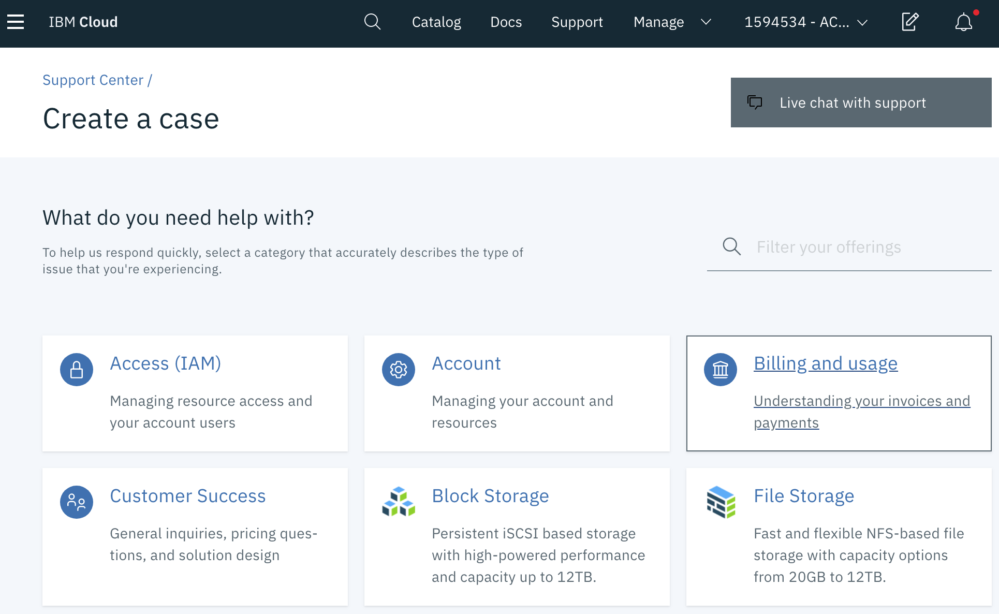 IBM Cloud
Catalog
Docs
Support
Manage
1594534 - AC...
Support Center /
Create a case
Live chat with support
What do you need help with?
To help us respond quickly, select a category that accurately describes the type of
issue that you're experiencing.
Filter your offerings
Access (IAM)
Managing resource access and
your account users
Account
Managing your account and
resources
Billing and usage
Understanding your invoices and
payments
Customer Success
General inquiries, pricing ques-
tions, and solution design
Block Storage
Persistent iSCSI based storage
with high-powered performance
and capacity up to 12TB.
File Storage
Fast and flexible NFS-based file
storage with capacity options
from 20GB to 12TB.